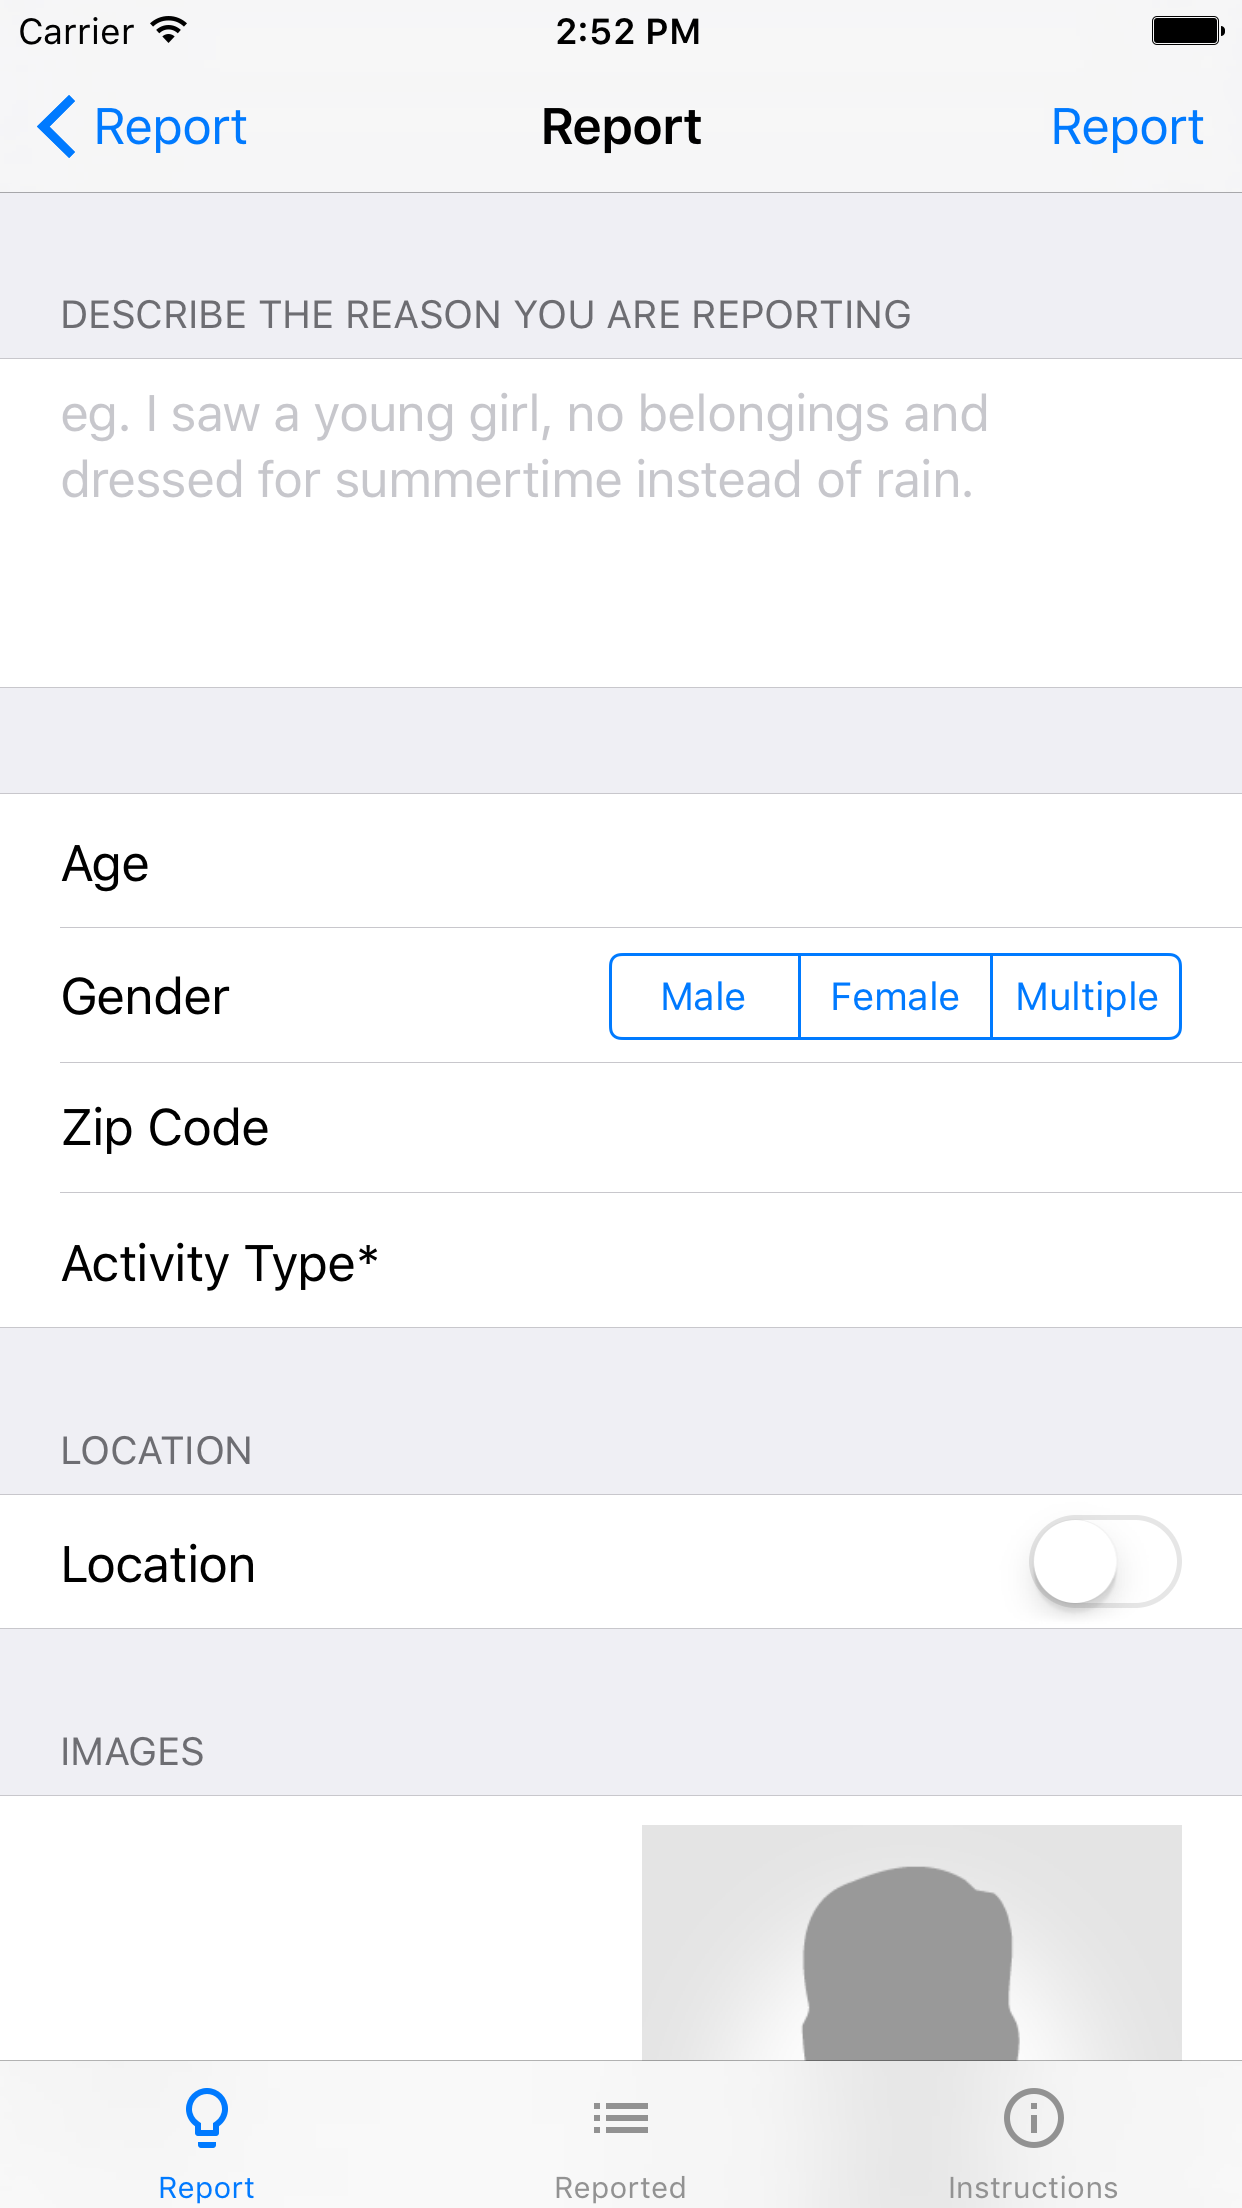 Carrier 2:52 PM
Report Report Report
DESCRIBE THE REASON YOU ARE REPORTING
eg. I saw a young girl, no belongings and
dressed for summertime instead of rain.
Age
Gender Male Female Multiple
Zip Code
Activity Type*
LOCATION
Location
IMAGES
Report Reported Instructions